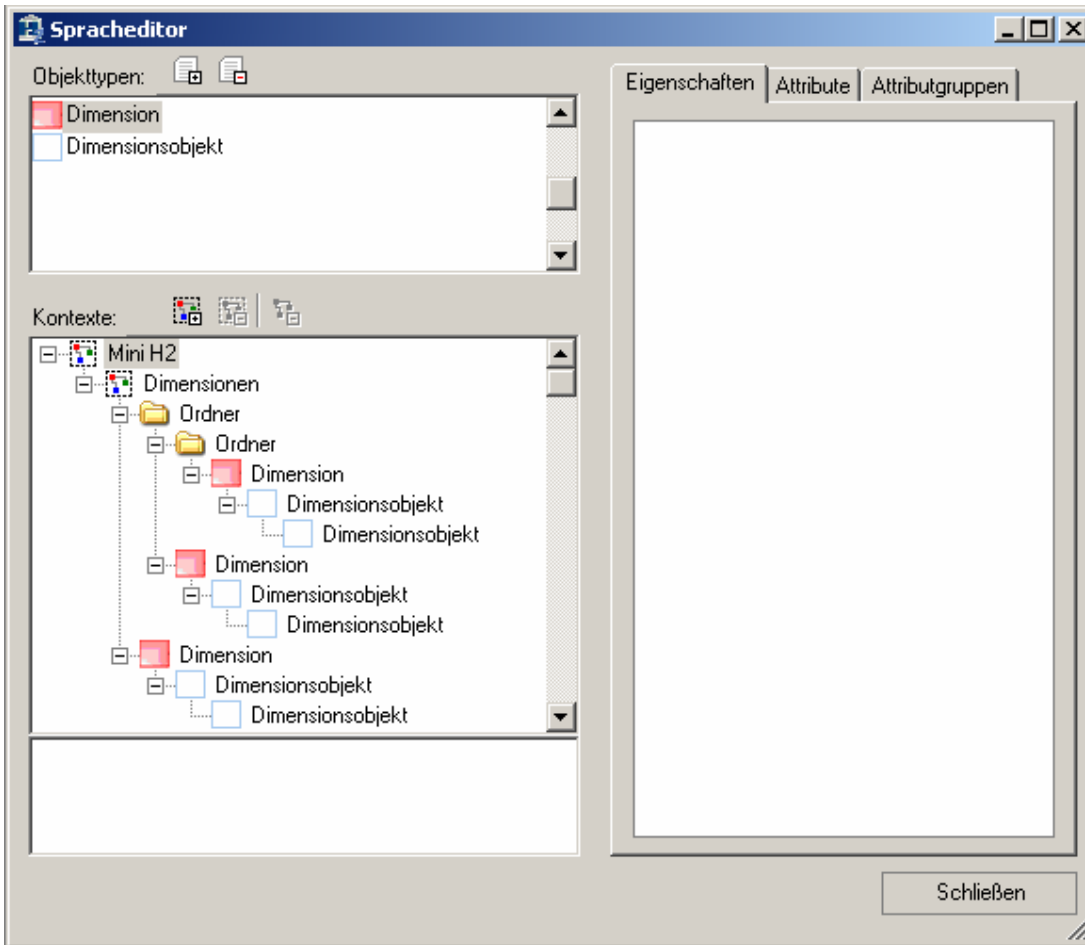 Spracheditor
Objekttypen:
Dimension
Dimensionsobjekt
Kontexte:
Mini H2
Dimensionen
Ordner
Ordner
Dimension
Dimensionsobjekt
Dimensionsobjekt
Dimension
Dimensionsobjekt
Dimensionsobjekt
Dimension
Dimensionsobjekt
Dimensionsobjekt
Eigenschaften Attribute Attributgruppen
Schließen